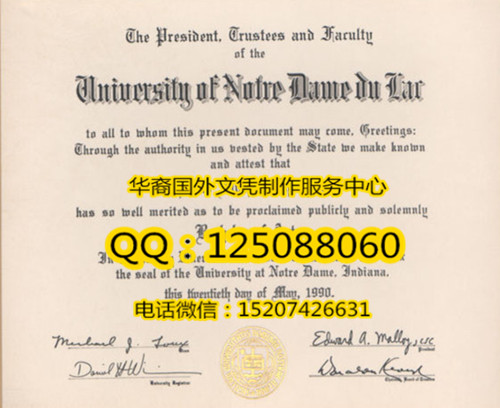 The President, Trustees and Faculty
of the
University of Notre Dame du Lac
to all to whom this present document may come, Greetings:
Through the authority in us vested by the State we make known
and attest that
华裔国外文凭制作服务中心
has so well merited as to be proclaimed publicly and solemnly
QQ：125088060
the seal of the University at Notre Dame, Indiana,
this twentieth day of May, 1990.
电话微信：15207426631
Edward A. Malloy, CSC
President
University Registrar